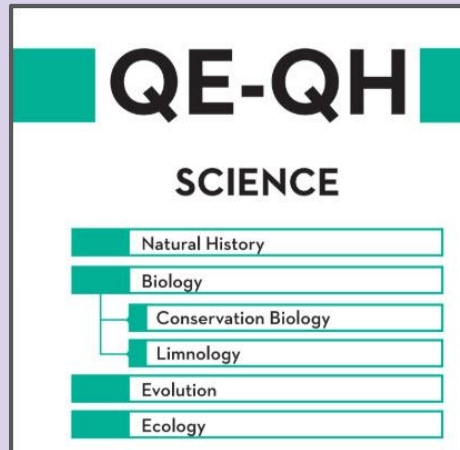 QE-QH
SCIENCE
Natural History
Biology
Conservation Biology
Limnology
Evolution
Ecology